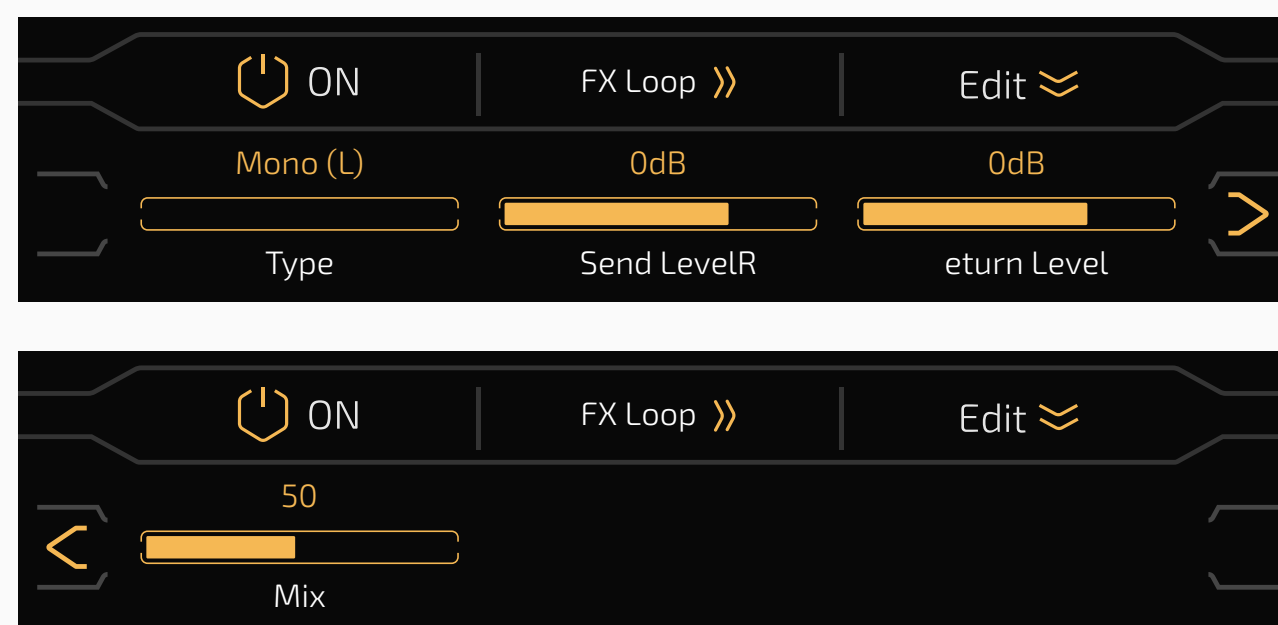 ON FX Loop Edit
Mono (L) 0dB 0dB
Type Send LevelR eturn Level
ON FX Loop Edit
50
Mix